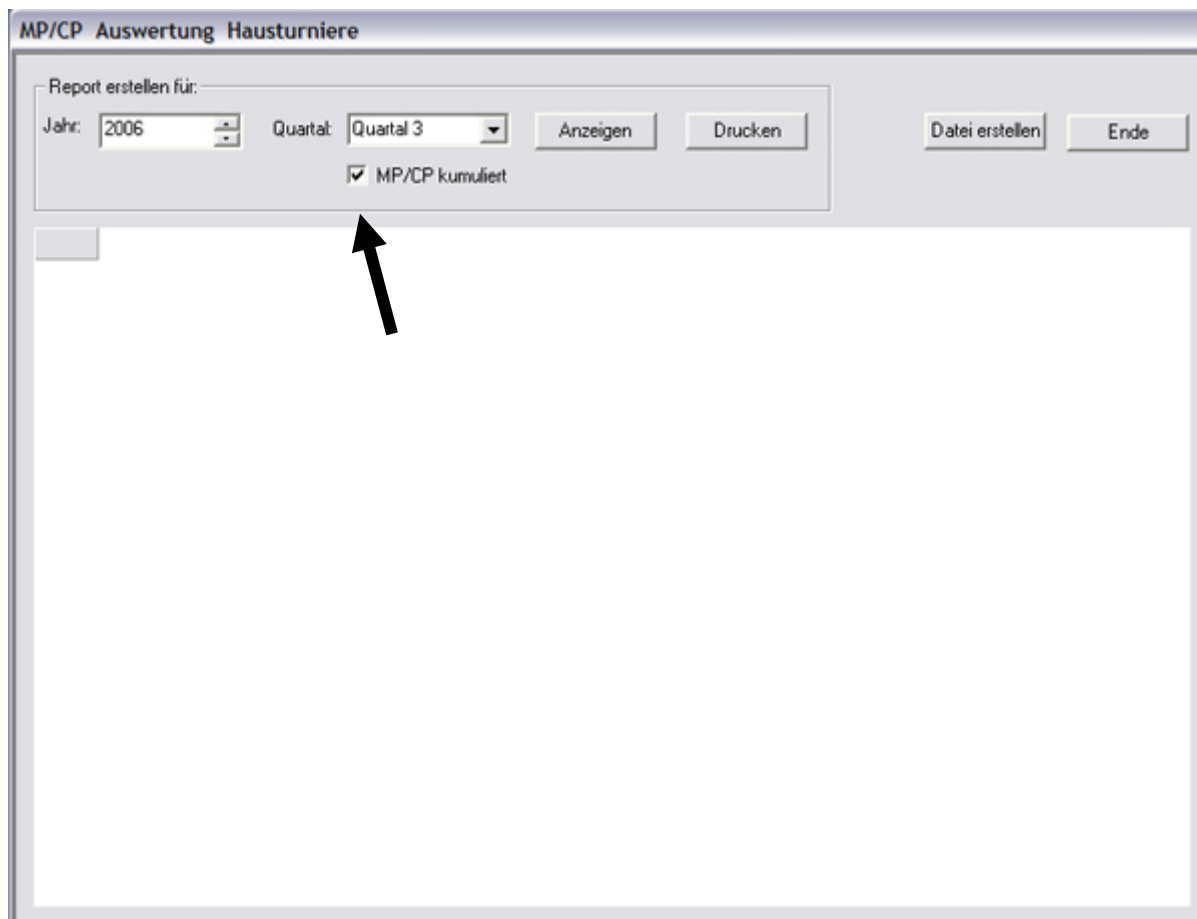 MP/CP Auswertung Hausturniere
Report erstellen für:
Jahr: 2006 Quartal: Quartal 3 Anzeigen Drucken Datei erstellen Ende
MP/CP kumuliert